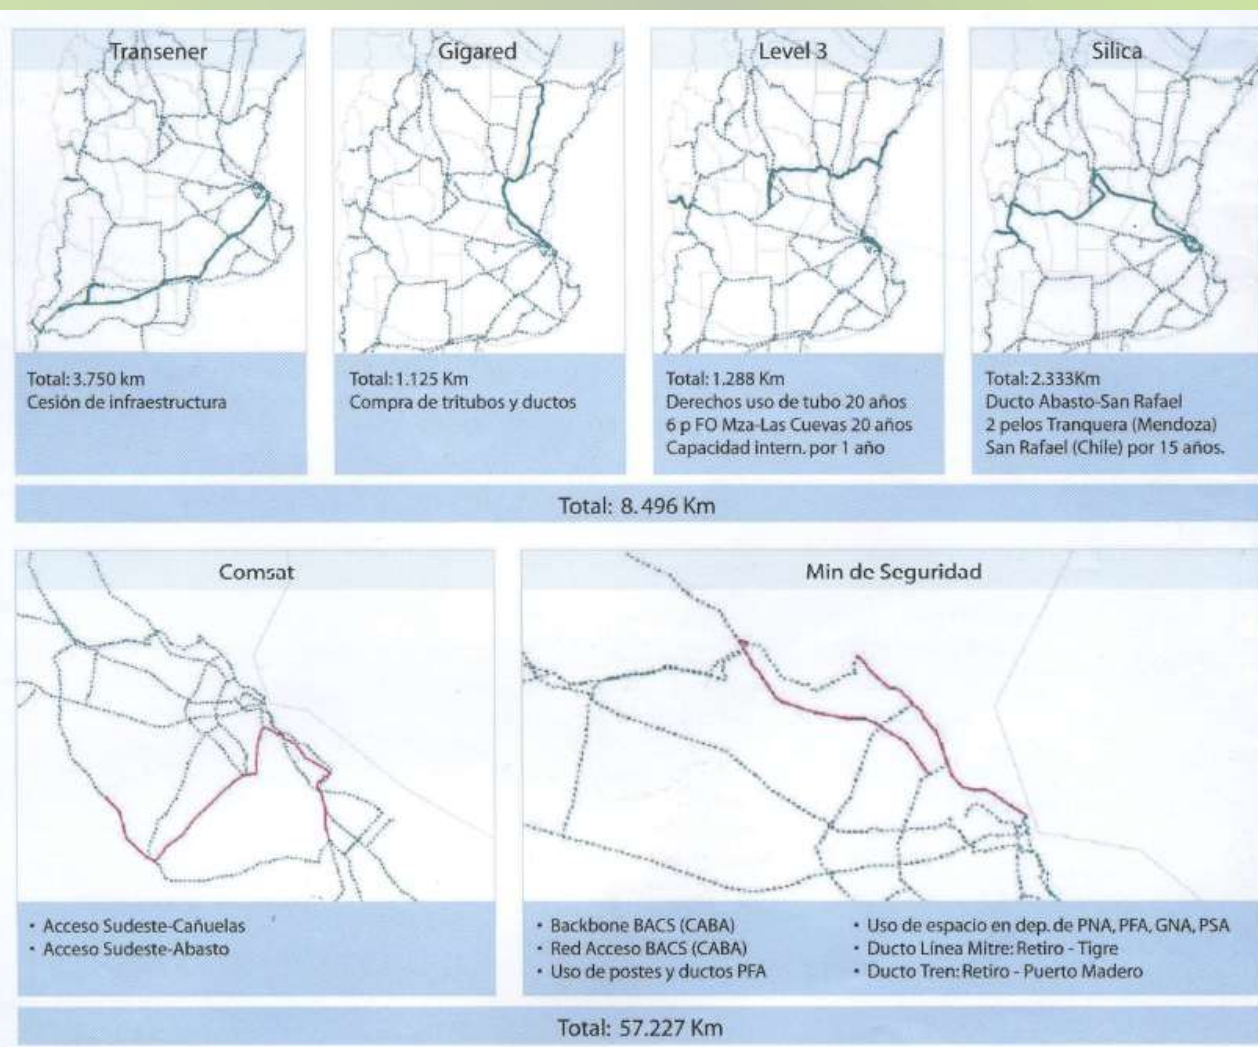 Transener
Total: 3.750 km
Cesión de infraestructura
Gigared
Total: 1.125 Km
Compra de tritubos y ductos
Level 3
Total: 1.288 Km
Derechos uso de tubo 20 años
6 p FO Mza-Las Cuevas 20 años
Capacidad intern. por 1 año
Silica
Total: 2.333Km
Ducto Abasto-San Rafael
2 pelos Tranquera (Mendoza)
San Rafael (Chile) por 15 años.
Total: 8.496 Km
Comsat
• Acceso Sudeste-Cañuelas
• Acceso Sudeste-Abasto
Min de Seguridad
• Backbone BACS (CABA)
• Red Acceso BACS (CABA)
• Uso de postes y ductos PFA
• Uso de espacio en dep. de PNA, PFA, GNA, PSA
• Ducto Línea Mitre: Retiro - Tigre
• Ducto Tren: Retiro - Puerto Madero
Total: 57.227 Km